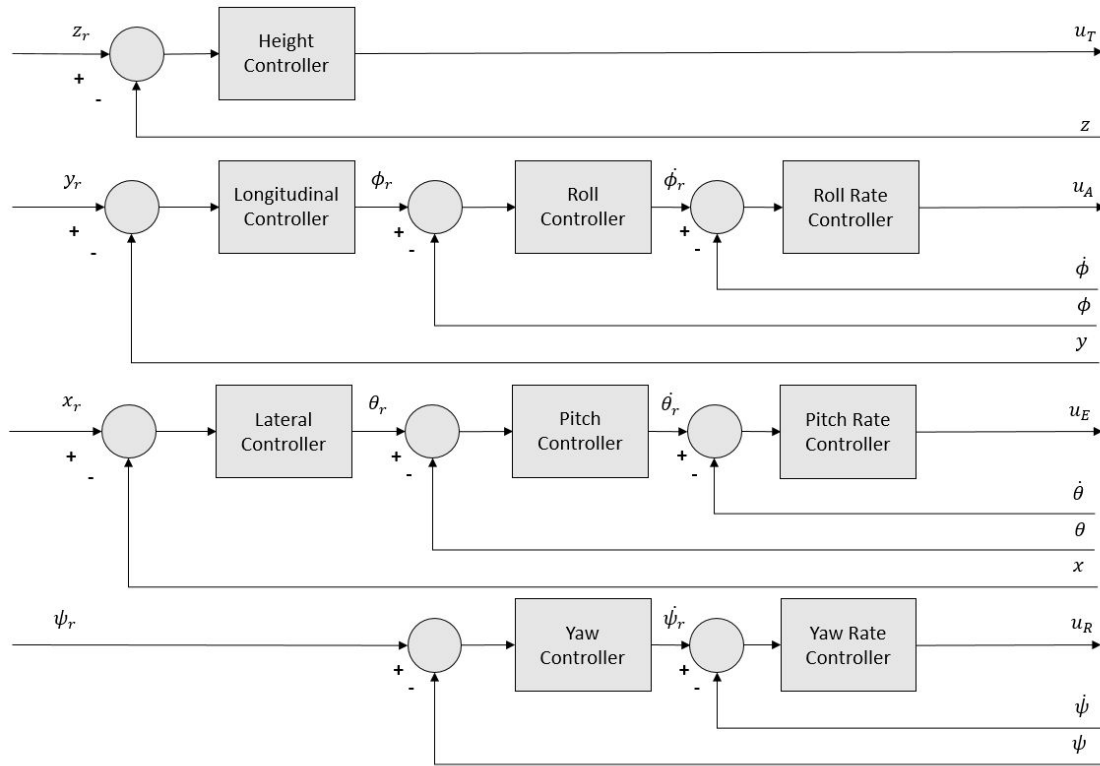 z_r
Height
Controller
u_T
+
-
z
y_r
Longitudinal
Controller
ϕ_r
Roll
Controller
ϕ̇_r
Roll Rate
Controller
u_A
+
-
+
-
+
-
ϕ̇
ϕ
y
x_r
Lateral
Controller
θ_r
Pitch
Controller
θ̇_r
Pitch Rate
Controller
u_E
+
-
+
-
+
-
θ̇
θ
x
ψ_r
Yaw
Controller
ψ̇_r
Yaw Rate
Controller
u_R
+
-
+
-
ψ̇
ψ